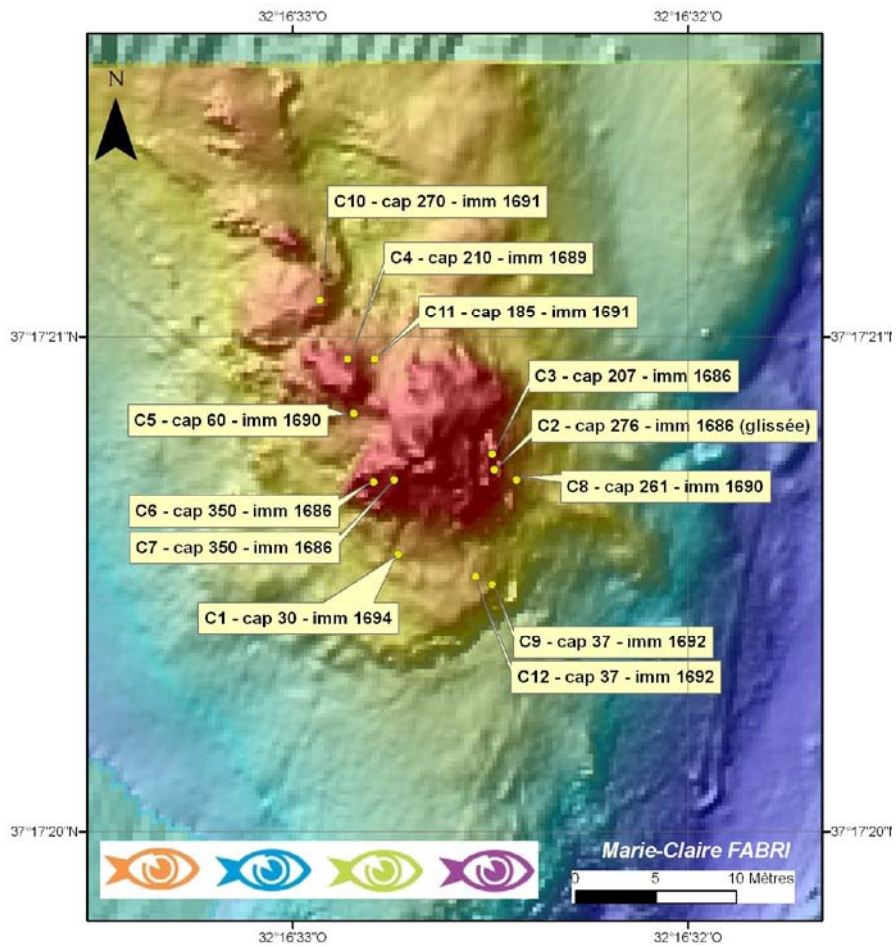 32°16'33"O 32°16'32"O
N
C10 - cap 270 - imm 1691
C4 - cap 210 - imm 1689
C11 - cap 185 - imm 1691
37°17'21"N 37°17'21"N
C3 - cap 207 - imm 1686
C5 - cap 60 - imm 1690
C2 - cap 276 - imm 1686 (glissée)
C8 - cap 261 - imm 1690
C6 - cap 350 - imm 1686
C7 - cap 350 - imm 1686
C1 - cap 30 - imm 1694
C9 - cap 37 - imm 1692
C12 - cap 37 - imm 1692
37°17'20"N 37°17'20"N
Marie-Claire FABRI
0 5 10 Mètres
32°16'33"O 32°16'32"O